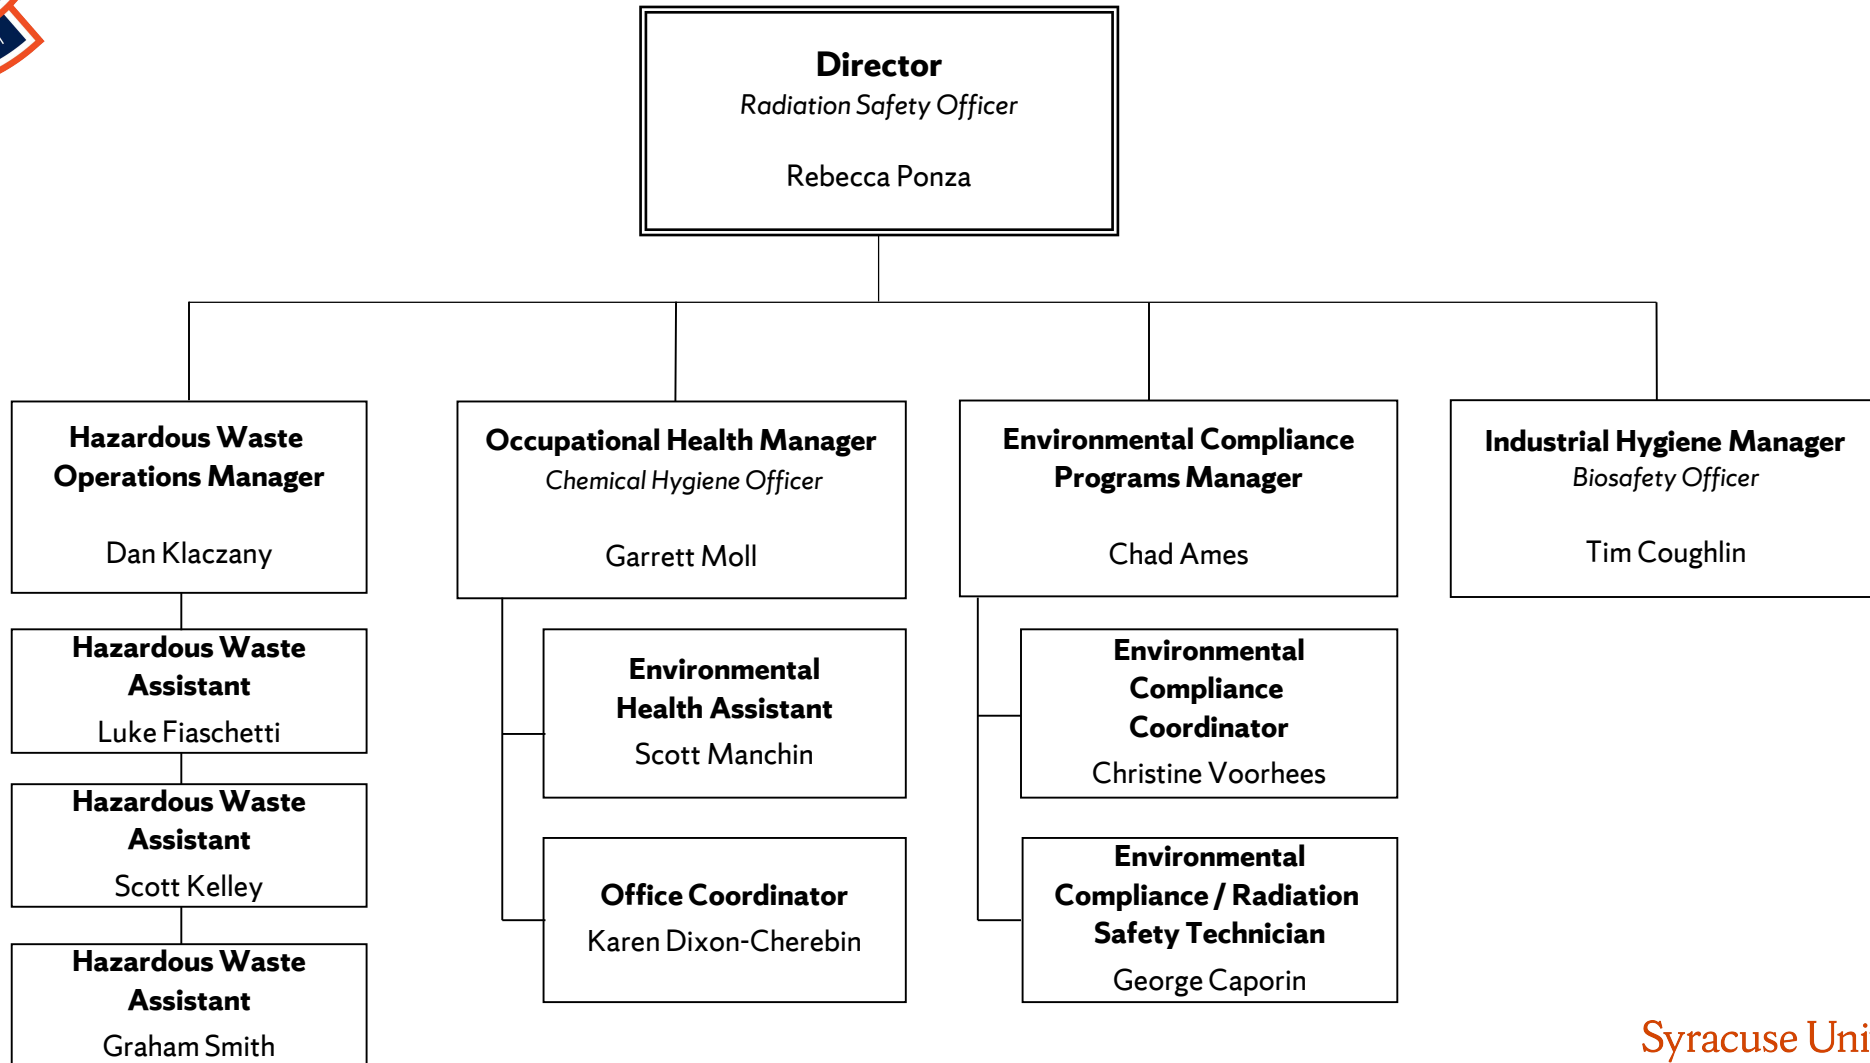 Director
Radiation Safety Officer
Rebecca Ponza
Hazardous Waste
Operations Manager
Dan Klaczany
Occupational Health Manager
Chemical Hygiene Officer
Garrett Moll
Environmental Compliance
Programs Manager
Chad Ames
Industrial Hygiene Manager
Biosafety Officer
Tim Coughlin
Hazardous Waste
Assistant
Luke Fiaschetti
Hazardous Waste
Assistant
Scott Kelley
Hazardous Waste
Assistant
Graham Smith
Environmental
Health Assistant
Scott Manchin
Office Coordinator
Karen Dixon-Cherebin
Environmental
Compliance
Coordinator
Christine Voorhees
Environmental
Compliance / Radiation
Safety Technician
George Caporin
Syracuse Uni